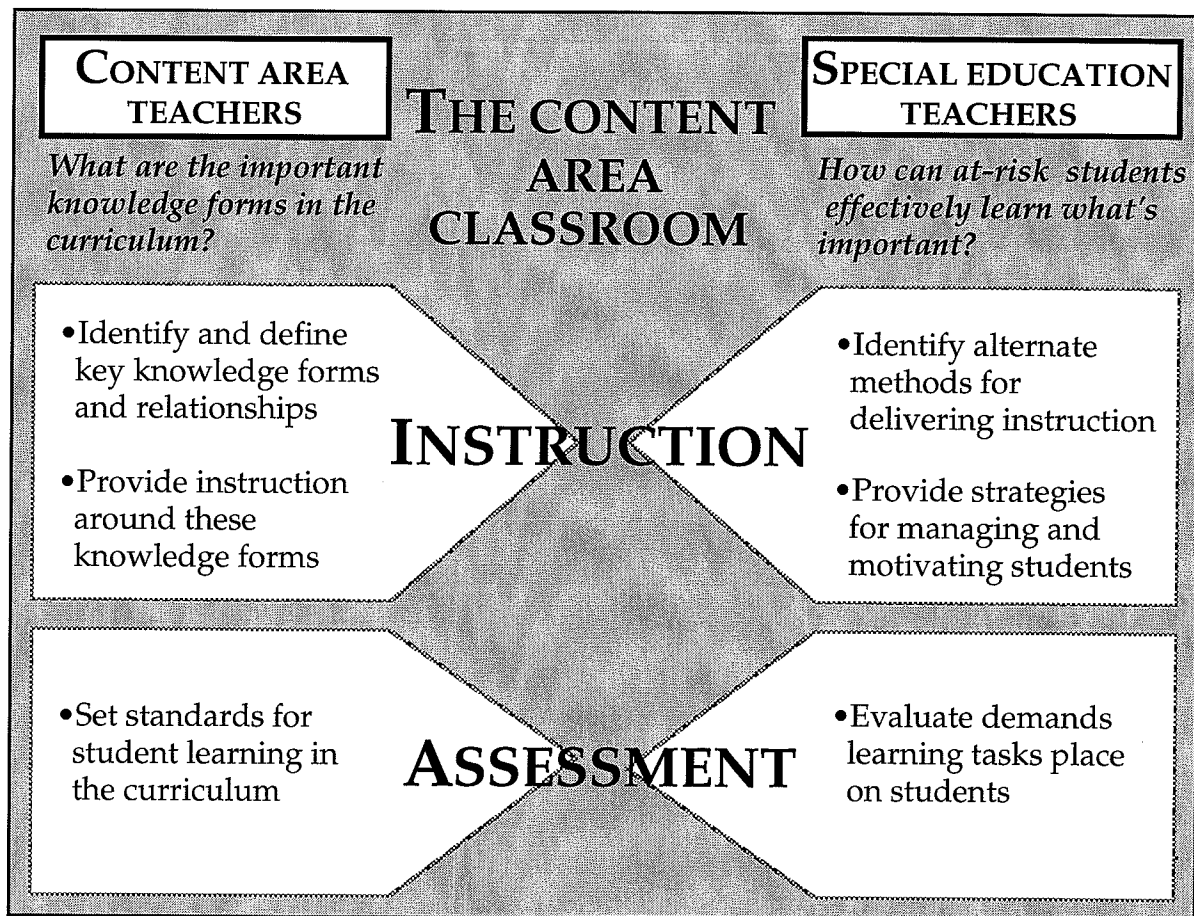 CONTENT AREA
TEACHERS
What are the important
knowledge forms in the
curriculum?
THE CONTENT
AREA
CLASSROOM
SPECIAL EDUCATION
TEACHERS
How can at-risk students
effectively learn what's
important?
•Identify and define
key knowledge forms
and relationships
•Provide instruction
around these
knowledge forms
INSTRUCTION
•Identify alternate
methods for
delivering instruction
•Provide strategies
for managing and
motivating students
•Set standards for
student learning in
the curriculum
ASSESSMENT
•Evaluate demands
learning tasks place
on students